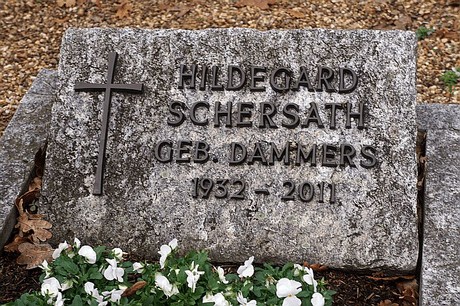 HILDEGARD
SCHERSATH
GEB. DAMMERS
1932 – 2011